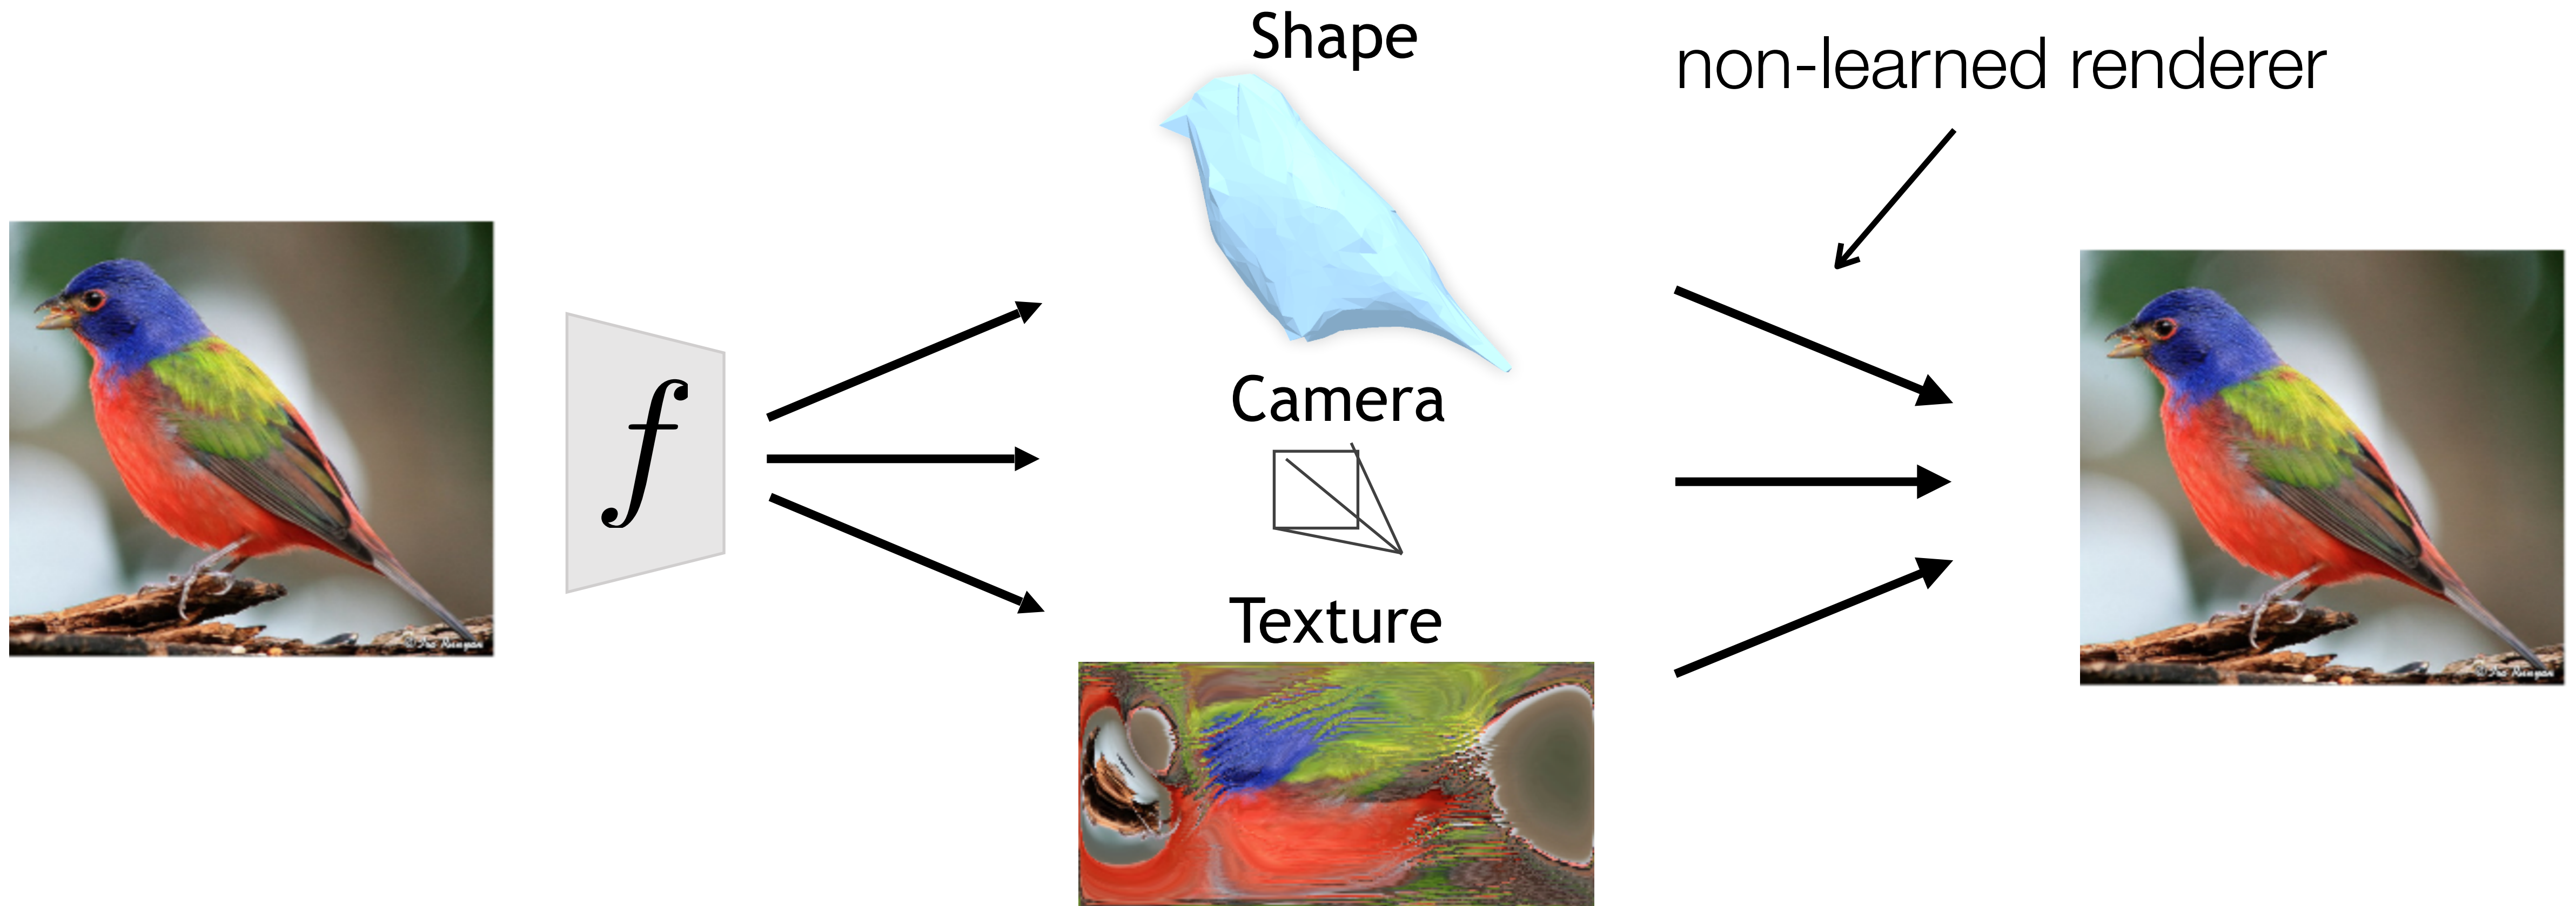 Shape
non-learned renderer
f
Camera
Texture